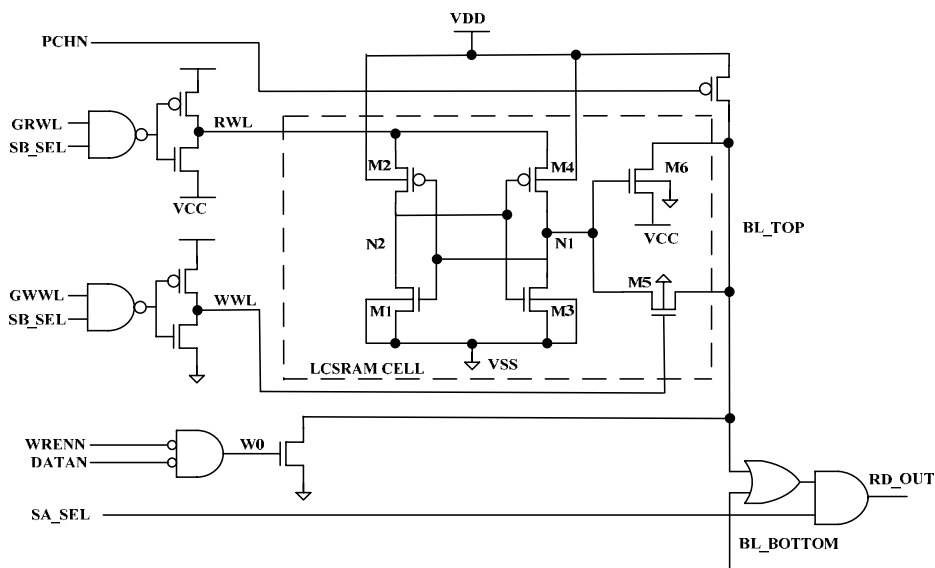 VDD
PCHN
GRWL
SB_SEL
RWL
M2
M4
M6
VCC
VCC
BL_TOP
N2
N1
M5
GWWL
SB_SEL
WWL
M1
M3
VSS
LCSRAM CELL
WRENN
DATAN
W0
RD_OUT
SA_SEL
BL_BOTTOM